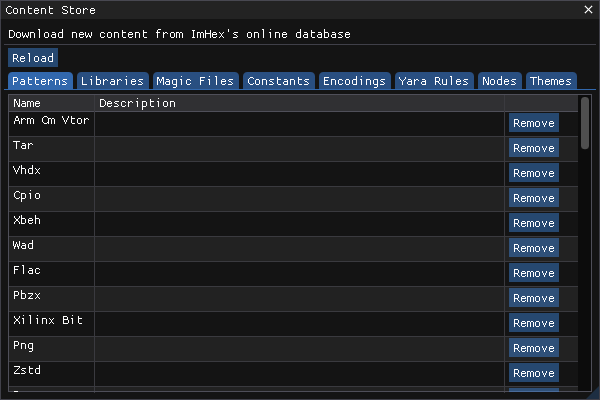 Content Store
Download new content from ImHex's online database
Reload
Patterns Libraries Magic Files Constants Encodings Yara Rules Nodes Themes
Name Description
Arm Cm Vtor Remove
Tar Remove
Vhdx Remove
Cpio Remove
Xbeh Remove
Wad Remove
Flac Remove
Pbzx Remove
Xilinx Bit Remove
Png Remove
Zstd Remove